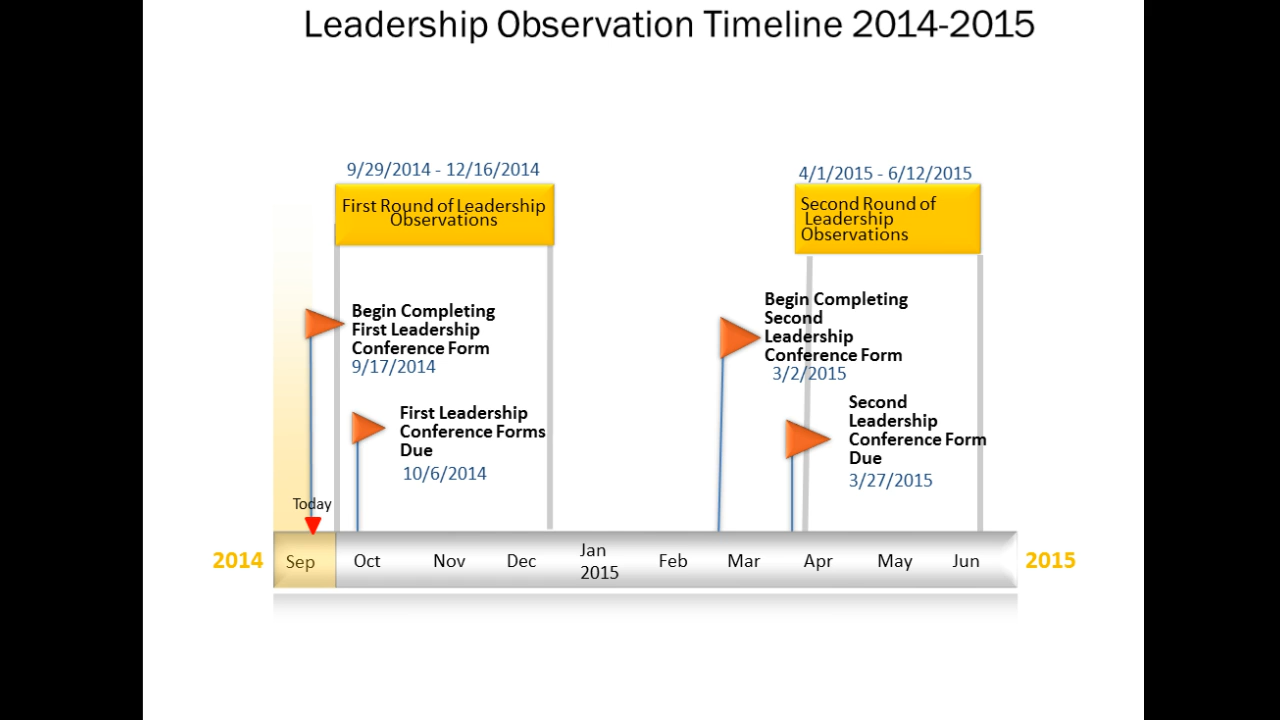 Leadership Observation Timeline 2014-2015
9/29/2014 - 12/16/2014
First Round of Leadership
Observations
4/1/2015 - 6/12/2015
Second Round of
Leadership
Observations
Begin Completing
First Leadership
Conference Form
9/17/2014
First Leadership
Conference Forms
Due
10/6/2014
Begin Completing
Second
Leadership
Conference Form
3/2/2015
Second
Leadership
Conference Form
Due
3/27/2015
Today
2014
Sep
Oct
Nov
Dec
Jan
2015
Feb
Mar
Apr
May
Jun
2015